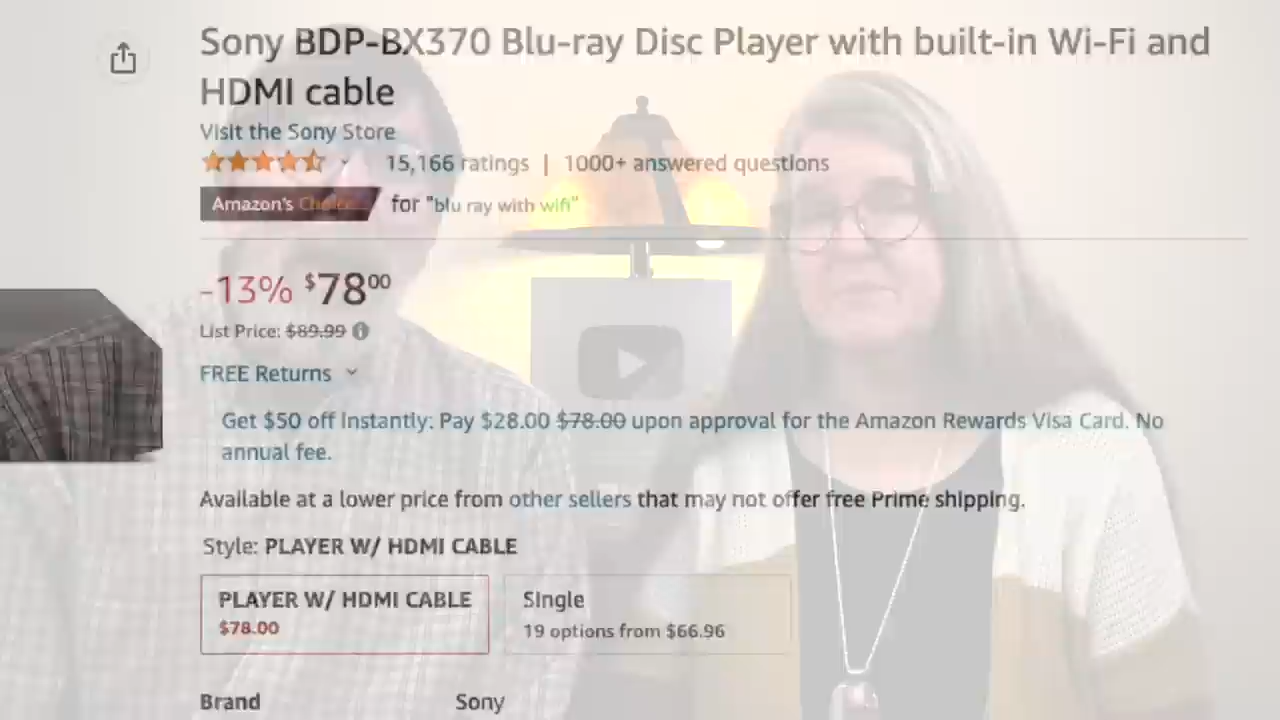 Sony BDP-BX370 Blu-ray Disc Player with built-in Wi-Fi and
HDMI cable
Visit the Sony Store
15,166 ratings | 1000+ answered questions
Amazon's Choice for "blu ray with wifi"
-13% $7800
List Price: $89.99
FREE Returns
Get $50 off instantly: Pay $28.00 $78.00 upon approval for the Amazon Rewards Visa Card. No
annual fee.
Available at a lower price from other sellers that may not offer free Prime shipping.
Style: PLAYER W/ HDMI CABLE
PLAYER W/ HDMI CABLE
$78.00
Single
19 options from $66.96
Brand Sony